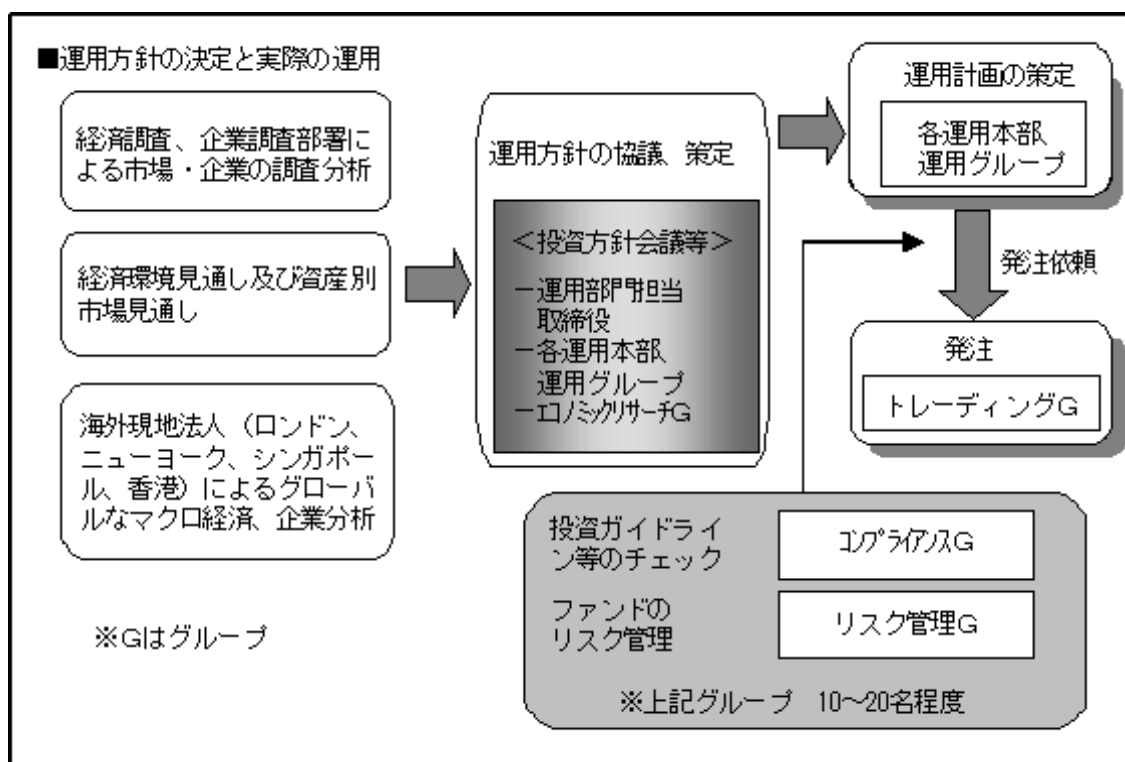 ■運用方針の決定と実際の運用
経済調査、企業調査部署に
よる市場・企業の調査分析
経済環境見通し及び資産別
市場見通し
海外現地法人（ロンドン、
ニューヨーク、シンガポー
ル、香港）によるグローバ
ルなマクロ経済、企業分析
※Gはグループ
運用方針の協議、策定
＜投資方針会議等＞
－運用部門担当
取締役
－各運用本部
運用グループ
－ｴｺﾉﾐｯｸﾘｻｰﾁG
運用計画の策定
各運用本部、
運用グループ
発注依頼
発注
トレーディングG
投資ガイドライ
ン等のチェック
ｺﾝﾌﾟﾗｲｱﾝｽG
ファンドの
リスク管理
リスク管理G
※上記グループ　10～20名程度